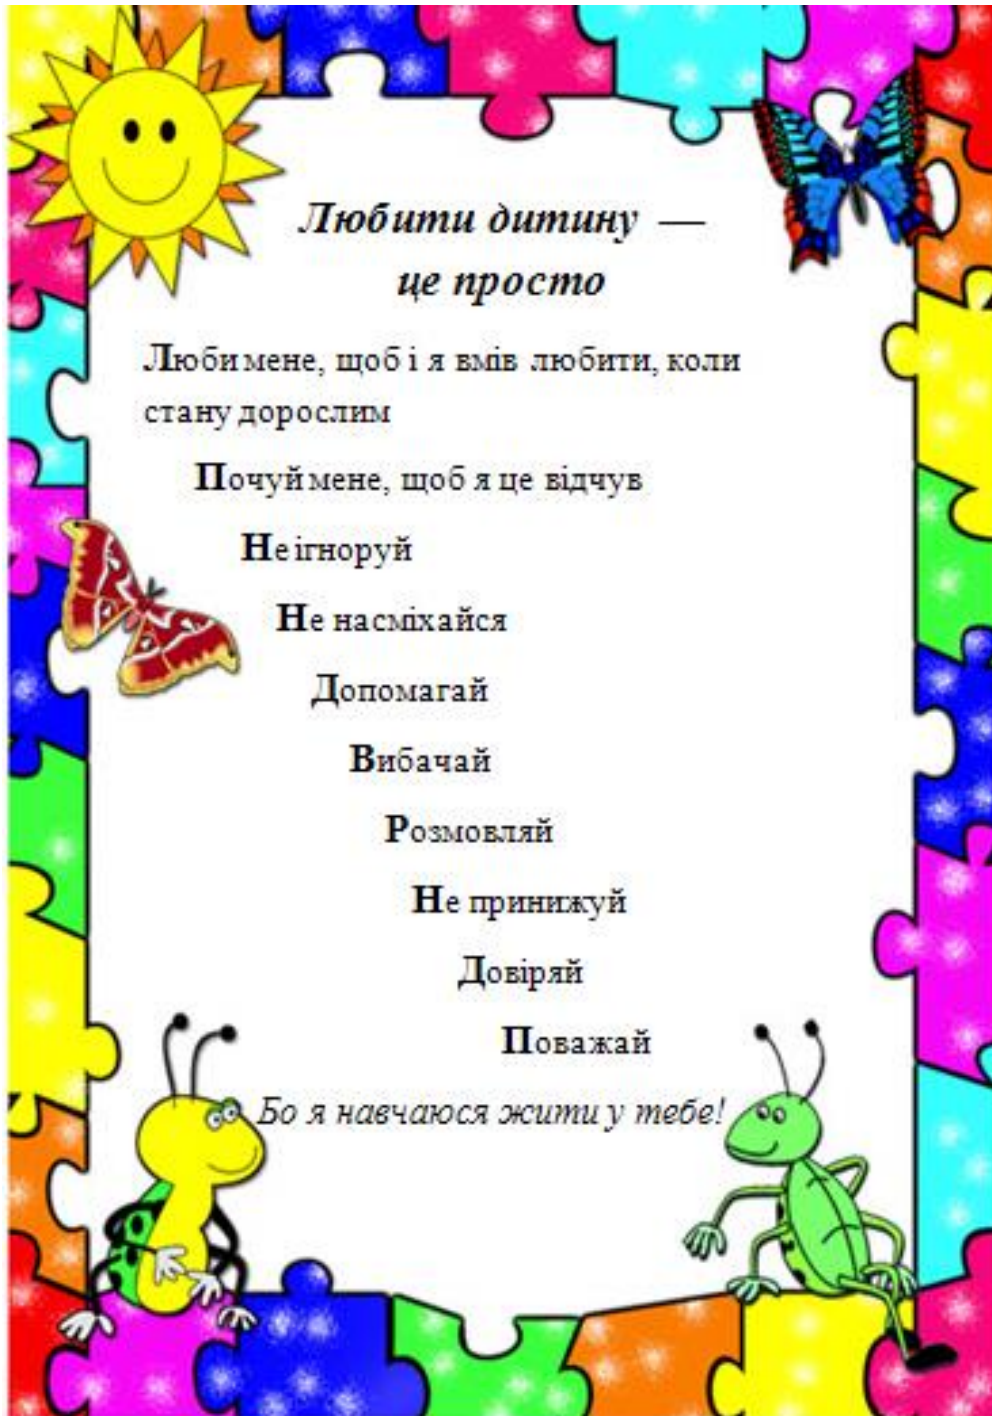 Любити дитину —
це просто
Люби мене, щоб і я вмів любити, коли
стану дорослим
Почуй мене, щоб я це відчув
Не ігноруй
Не насміхайся
Допомагай
Вибачай
Розмовляй
Не принижуй
Довіряй
Поважай
Бо я навчаюся жити у тебе!